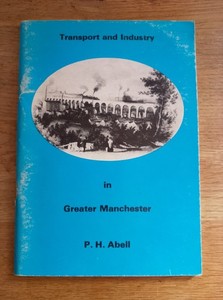 Transport and Industry
in
Greater Manchester
P. H. Abell